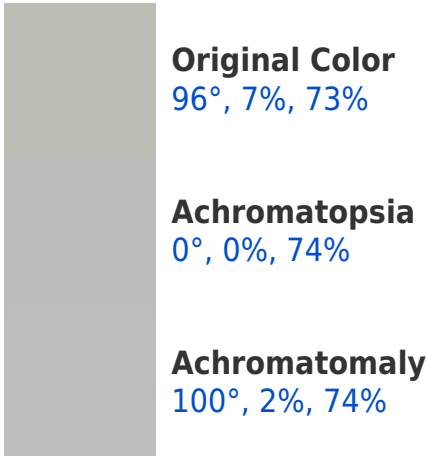 Original Color
96°, 7%, 73%
Achromatopsia
0°, 0%, 74%
Achromatomaly
100°, 2%, 74%